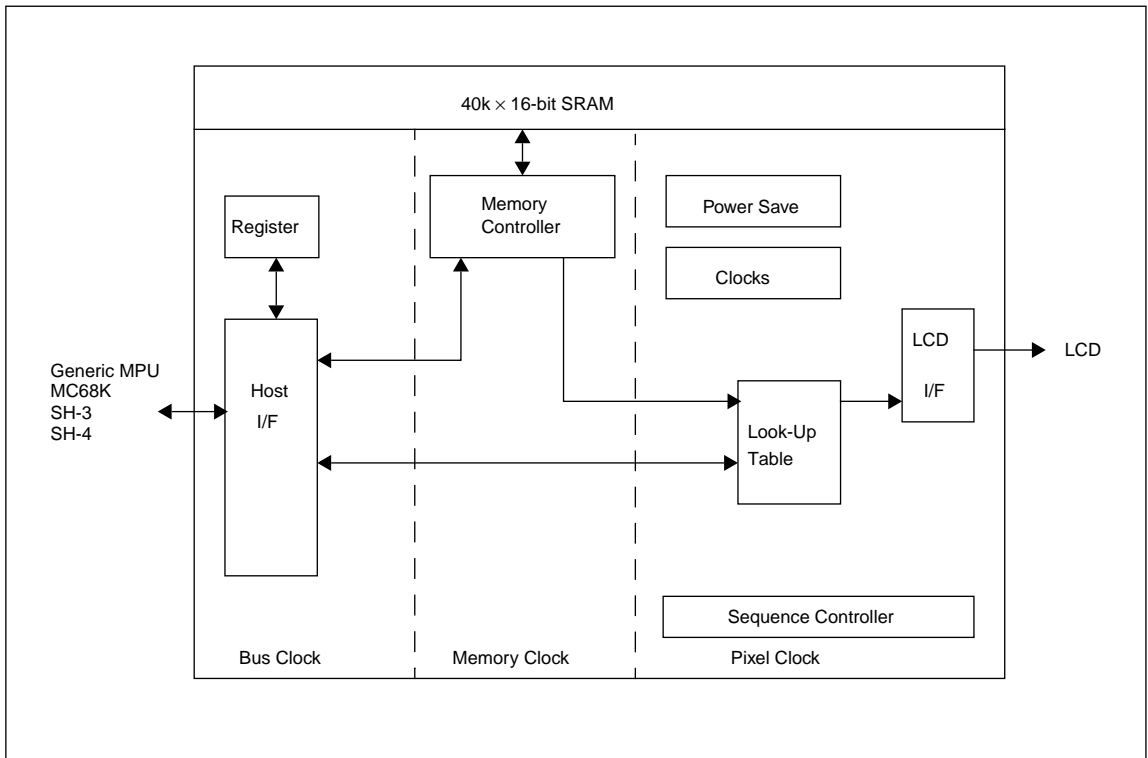 40k × 16-bit SRAM
Memory
Controller
Power Save
Register
Clocks
Generic MPU
MC68K
SH-3
SH-4
Host
I/F
LCD
I/F
LCD
Look-Up
Table
Sequence Controller
Bus Clock
Memory Clock
Pixel Clock